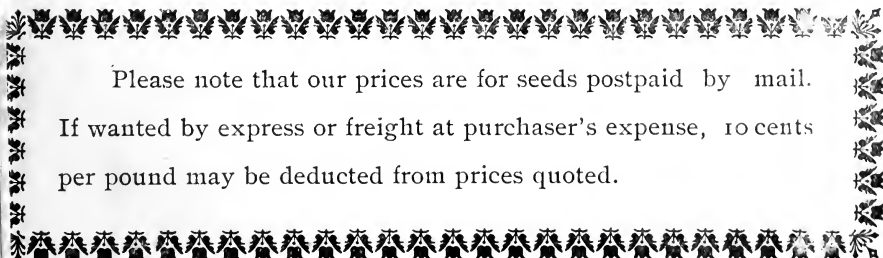 Please note that our prices are for seeds postpaid by mail.
If wanted by express or freight at purchaser's expense, 10 cents
per pound may be deducted from prices quoted.